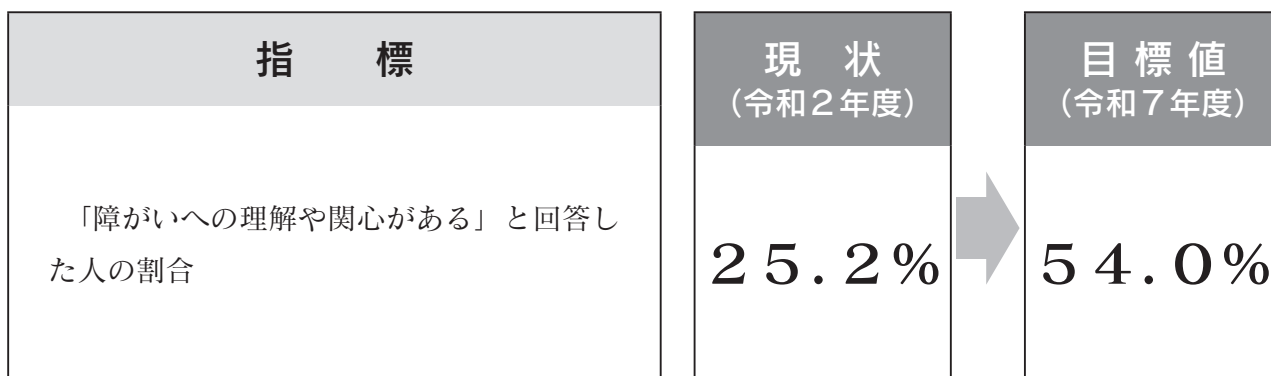 指　標
「障がいへの理解や関心がある」と回答し
た人の割合
現　状
（令和２年度）
２５.２％
目 標 値
（令和７年度）
５４.０％